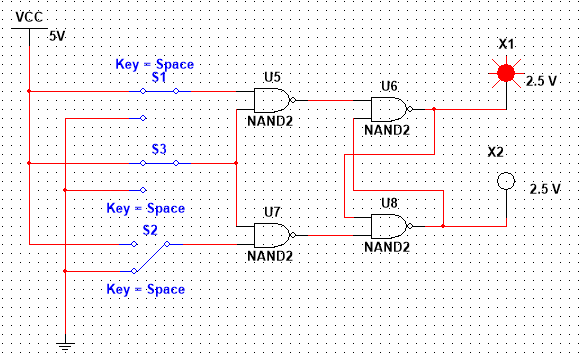 VCC
5V
Key = Space
S1
U5
NAND2
U6
NAND2
X1
2.5 V
S3
Key = Space
X2
2.5 V
S2
Key = Space
U7
NAND2
U8
NAND2